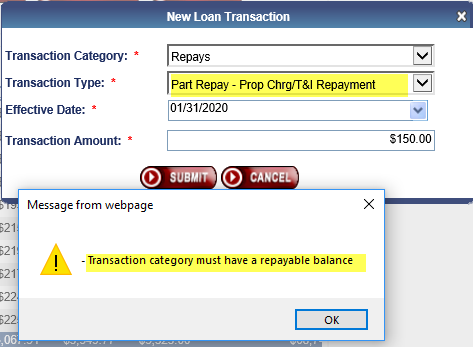 New Loan Transaction
X
Transaction Category: * Repays
Transaction Type: * Part Repay - Prop Chrg/T&I Repayment
Effective Date: * 01/31/2020
Transaction Amount: * $150.00
SUBMIT CANCEL
Message from webpage
- Transaction category must have a repayable balance
OK